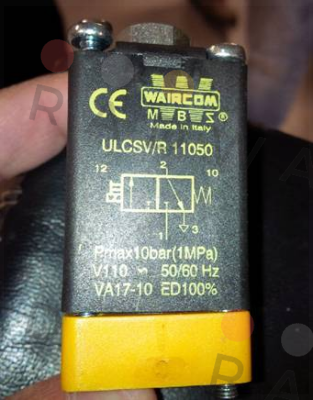 WAIRCOM
CE M B S ®
Made in Italy
ULCSV/R 11050
2
12 10
3
1
Pmax10bar(1MPa)
V110 ~ 50/60 Hz
VA17-10 ED100%